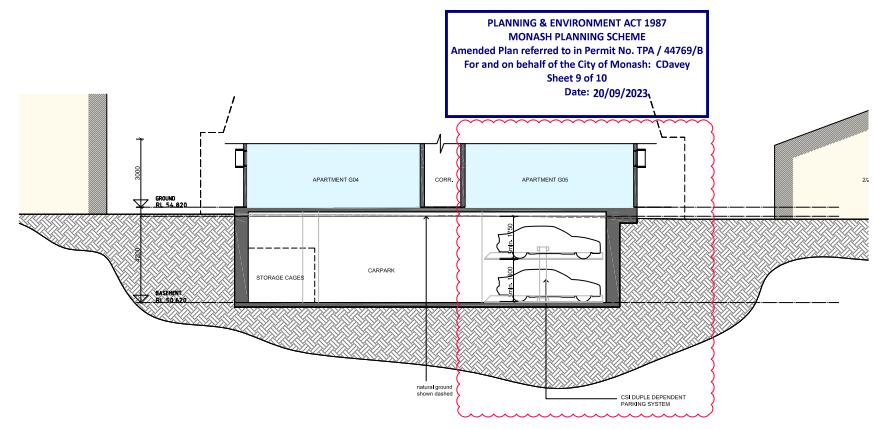 PLANNING & ENVIRONMENT ACT 1987
MONASH PLANNING SCHEME
Amended Plan referred to in Permit No. TPA / 44769/B
For and on behalf of the City of Monash: CDavey
Sheet 9 of 10
Date: 20/09/2023
3000
APARTMENT G04
CORR.
APARTMENT G05
GROUND
RL 54.820
4200
STORAGE CAGES
CARPARK
BASEMENT
RL 50.620
natural ground
shown dashed
CSI DUPLE DEPENDENT
PARKING SYSTEM